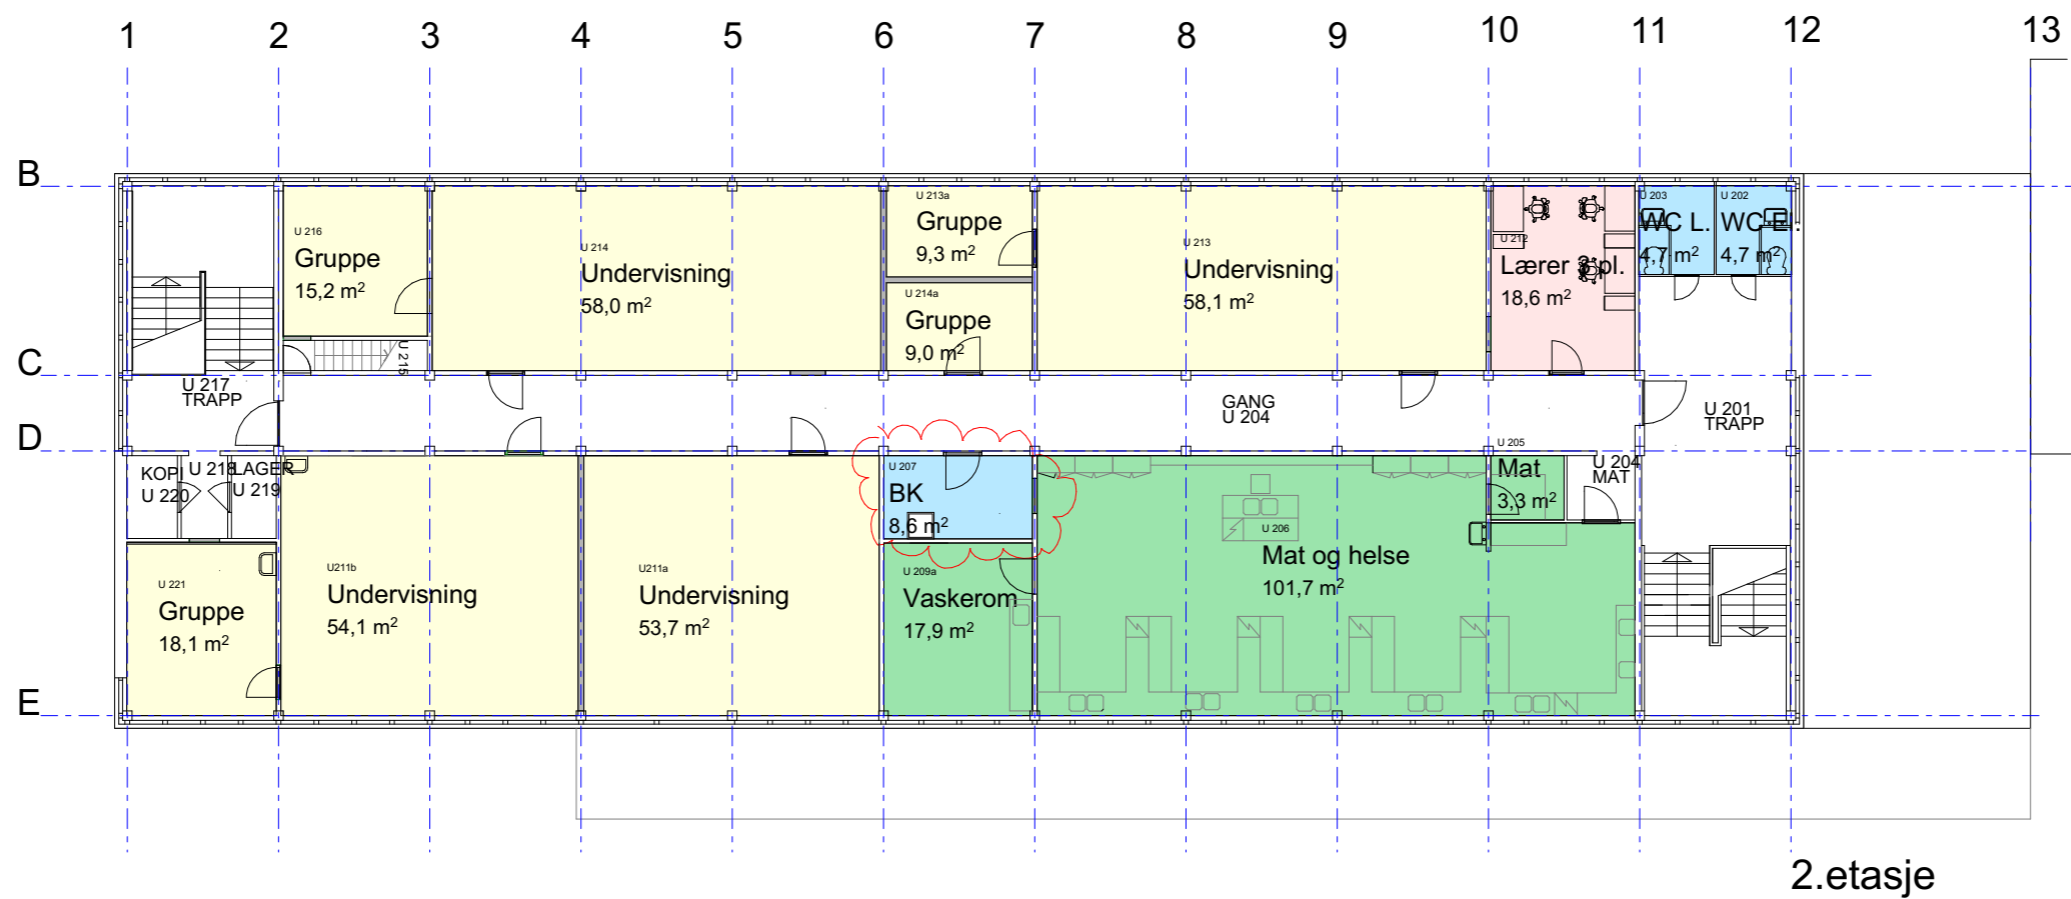 1 2 3 4 5 6 7 8 9 10 11 12 13
B
C
D
E
U 216
Gruppe
15,2 m²
U 214
Undervisning
58,0 m²
U 213a
Gruppe
9,3 m²
U 214a
Gruppe
9,0 m²
U 213
Undervisning
58,1 m²
U 212
Lærer 3 pl.
18,6 m²
U 203
WC L.
4,7 m²
U 202
WC El.
4,7 m²
U 215
U 217
TRAPP
GANG
U 204
U 201
TRAPP
KOPI
U 220
U 218
LAGER
U 219
U 207
BK
8,6 m²
U 205
Mat
3,3 m²
U 204
MAT
U 206
Mat og helse
101,7 m²
U 221
Gruppe
18,1 m²
U211b
Undervisning
54,1 m²
U211a
Undervisning
53,7 m²
U 209a
Vaskerom
17,9 m²
2.etasje